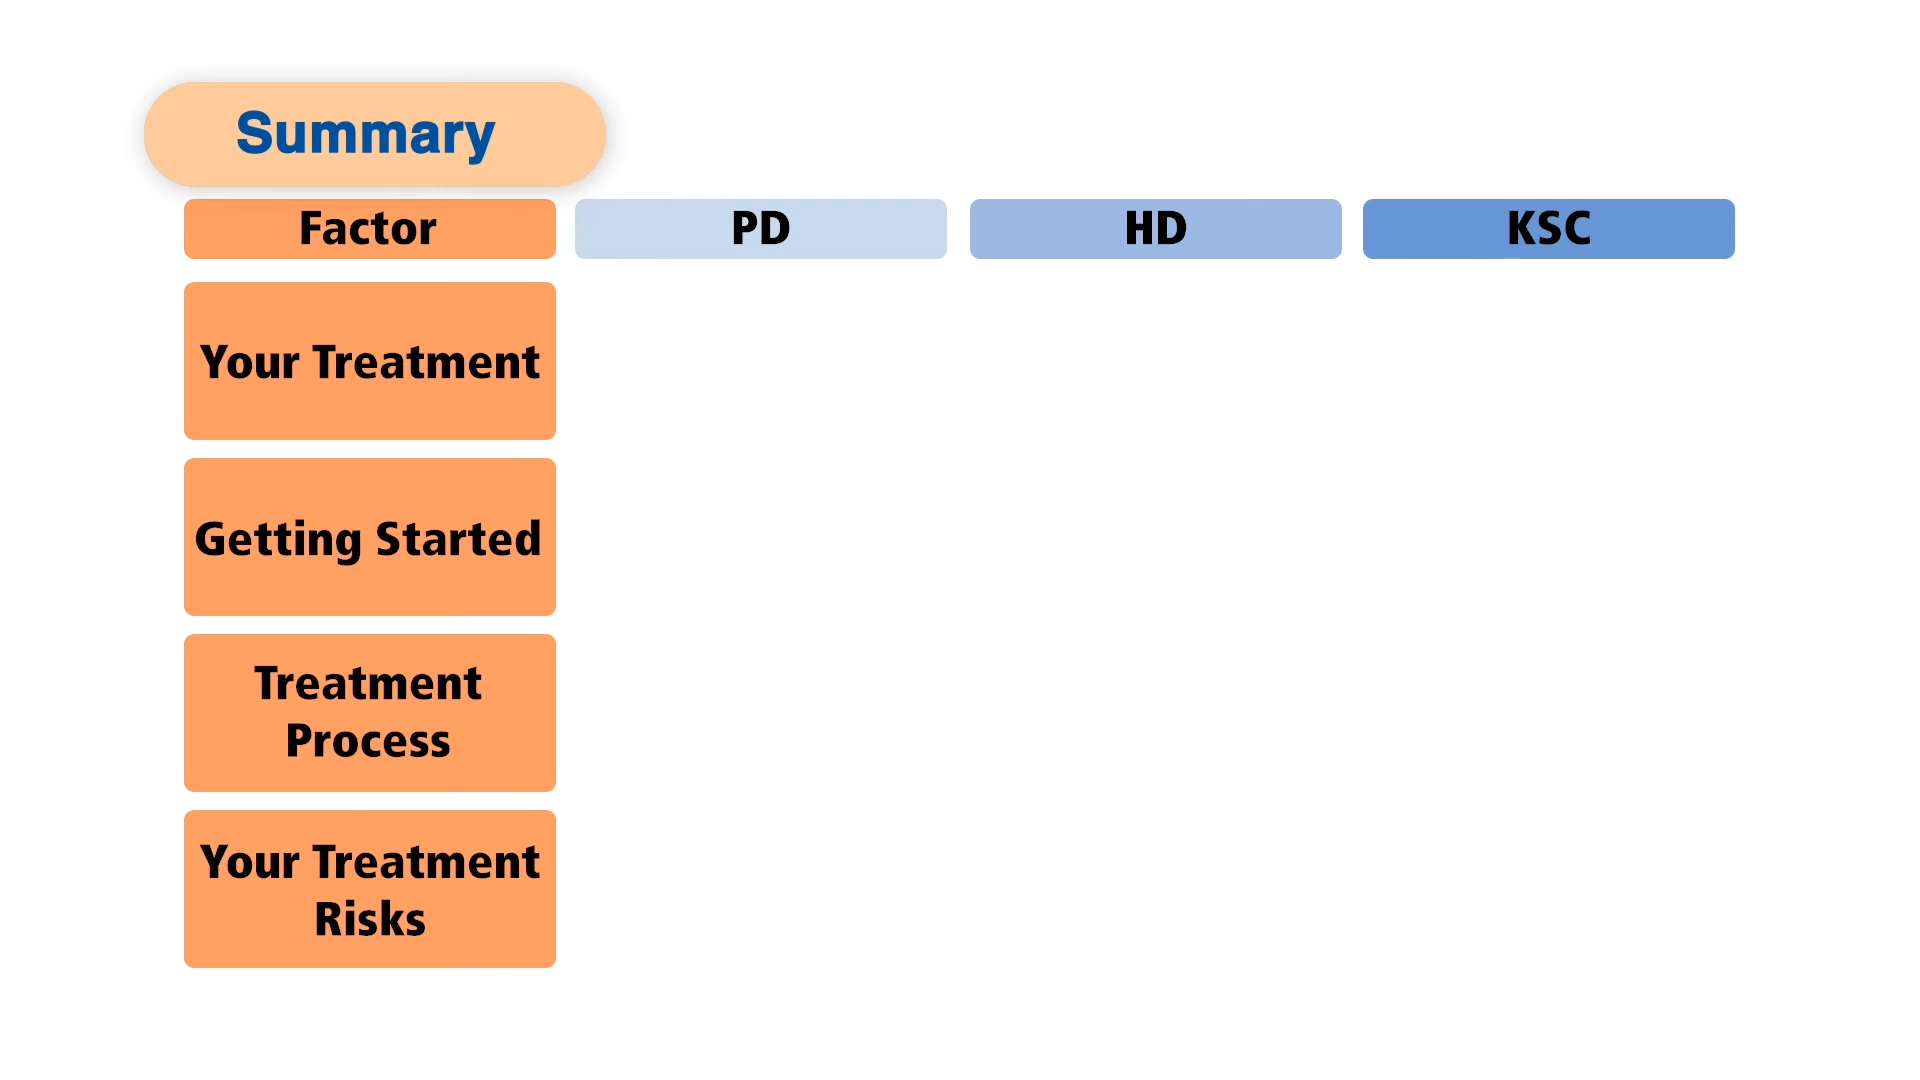 Summary
Factor PD HD KSC
Your Treatment
Getting Started
Treatment
Process
Your Treatment
Risks